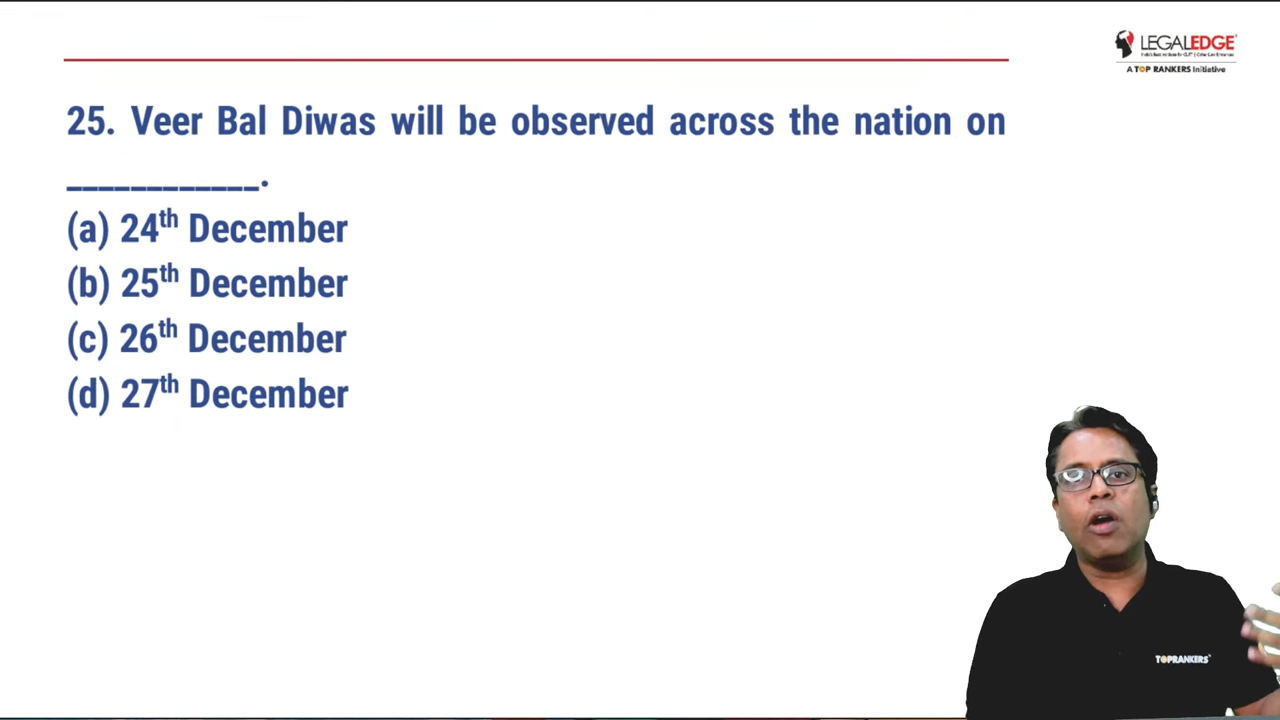 LEGALEDGE
A TOP RANKERS Initiative
25. Veer Bal Diwas will be observed across the nation on
____________.
(a) 24th December
(b) 25th December
(c) 26th December
(d) 27th December
TOPRANKERS